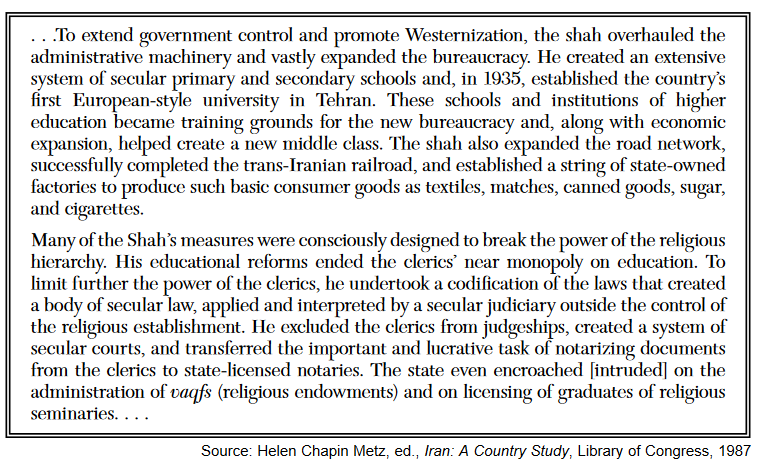 . . .To extend government control and promote Westernization, the shah overhauled the
administrative machinery and vastly expanded the bureaucracy. He created an extensive
system of secular primary and secondary schools and, in 1935, established the country’s
first European-style university in Tehran. These schools and institutions of higher
education became training grounds for the new bureaucracy and, along with economic
expansion, helped create a new middle class. The shah also expanded the road network,
successfully completed the trans-Iranian railroad, and established a string of state-owned
factories to produce such basic consumer goods as textiles, matches, canned goods, sugar,
and cigarettes.
Many of the Shah’s measures were consciously designed to break the power of the religious
hierarchy. His educational reforms ended the clerics’ near monopoly on education. To
limit further the power of the clerics, he undertook a codification of the laws that created
a body of secular law, applied and interpreted by a secular judiciary outside the control of
the religious establishment. He excluded the clerics from judgeships, created a system of
secular courts, and transferred the important and lucrative task of notarizing documents
from the clerics to state-licensed notaries. The state even encroached [intruded] on the
administration of vaqfs (religious endowments) and on licensing of graduates of religious
seminaries. . . .
Source: Helen Chapin Metz, ed., Iran: A Country Study, Library of Congress, 1987